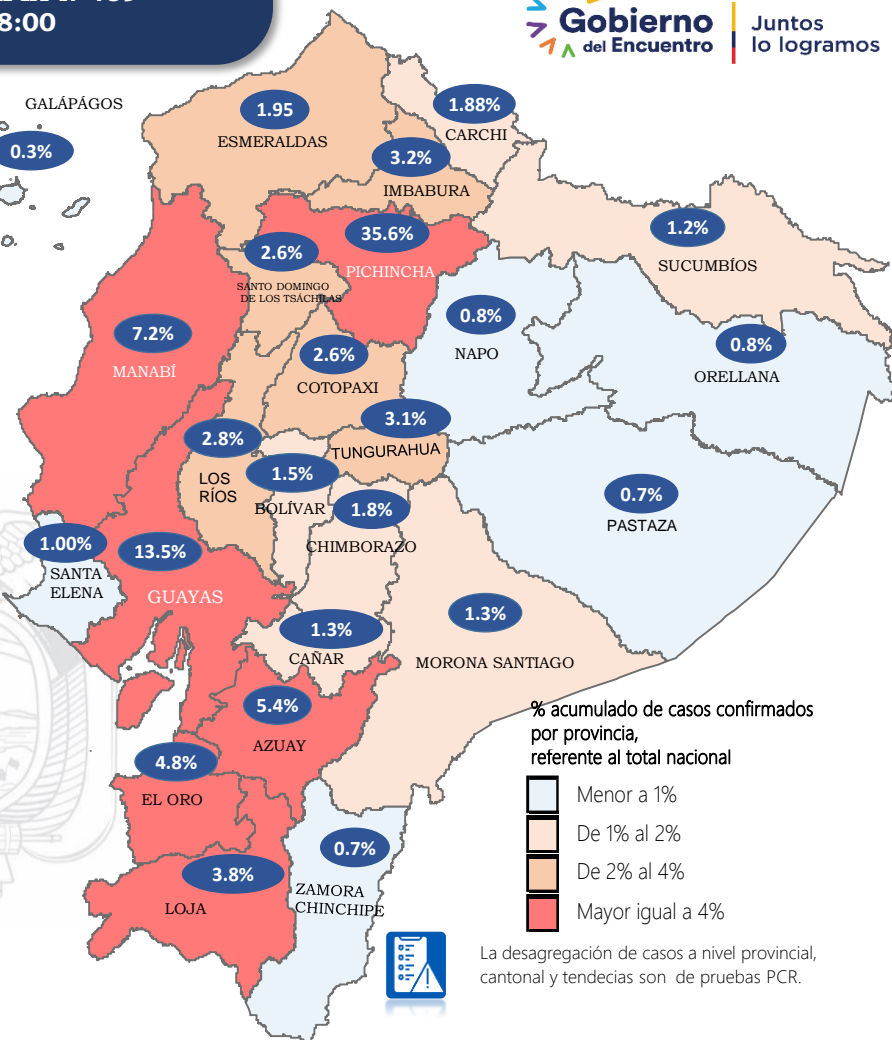 8:00
Gobierno
del Encuentro
Juntos
lo logramos
GALÁPÁGOS
0.3%
1.95
ESMERALDAS
1.88%
CARCHI
3.2%
IMBABURA
35.6%
PICHINCHA
2.6%
SANTO DOMINGO
DE LOS TSÁCHILAS
1.2%
SUCUMBÍOS
7.2%
MANABÍ
0.8%
NAPO
0.8%
ORELLANA
2.6%
COTOPAXI
3.1%
TUNGURAHUA
2.8%
LOS
RÍOS
1.5%
BOLÍVAR
1.8%
CHIMBORAZO
0.7%
PASTAZA
1.00%
SANTA
ELENA
13.5%
GUAYAS
1.3%
CAÑAR
1.3%
MORONA SANTIAGO
5.4%
AZUAY
4.8%
EL ORO
3.8%
LOJA
0.7%
ZAMORA
CHINCHIPE
% acumulado de casos confirmados
por provincia,
referente al total nacional
Menor a 1%
De 1% al 2%
De 2% al 4%
Mayor igual a 4%
La desagregación de casos a nivel provincial,
cantonal y tendecias son de pruebas PCR.